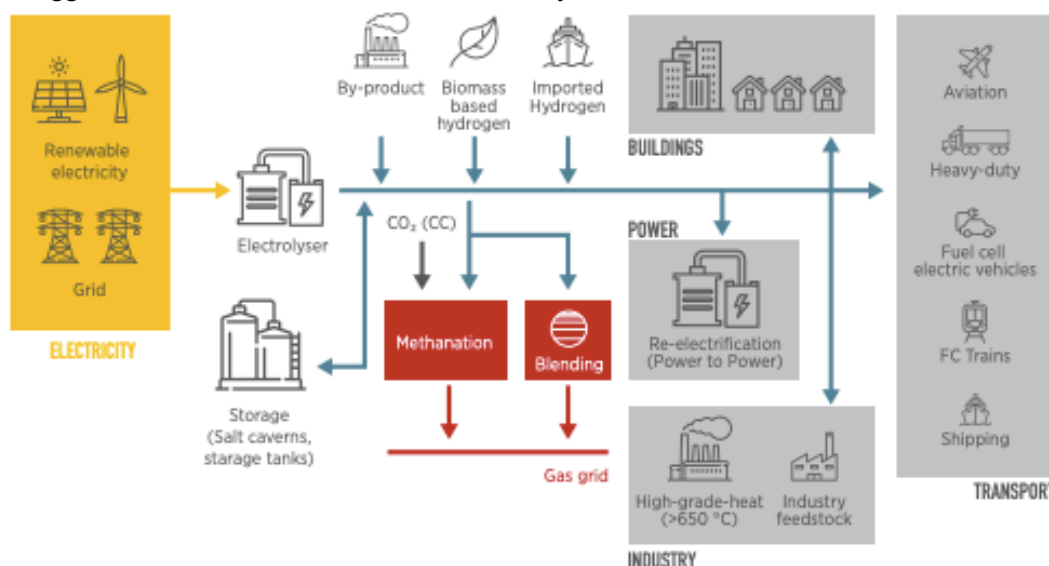 By-product
Biomass
based
hydrogen
Imported
Hydrogen
BUILDINGS
Aviation
Renewable
electricity
Heavy-duty
CO₂ (CC)
POWER
Electrolyser
Fuel cell
electric vehicles
Grid
Methanation
Blending
Re-electrification
(Power to Power)
ELECTRICITY
FC Trains
Storage
(Salt caverns,
starage tanks)
Shipping
Gas grid
High-grade-heat
(>650 °C)
Industry
feedstock
TRANSPORT
INDUSTRY